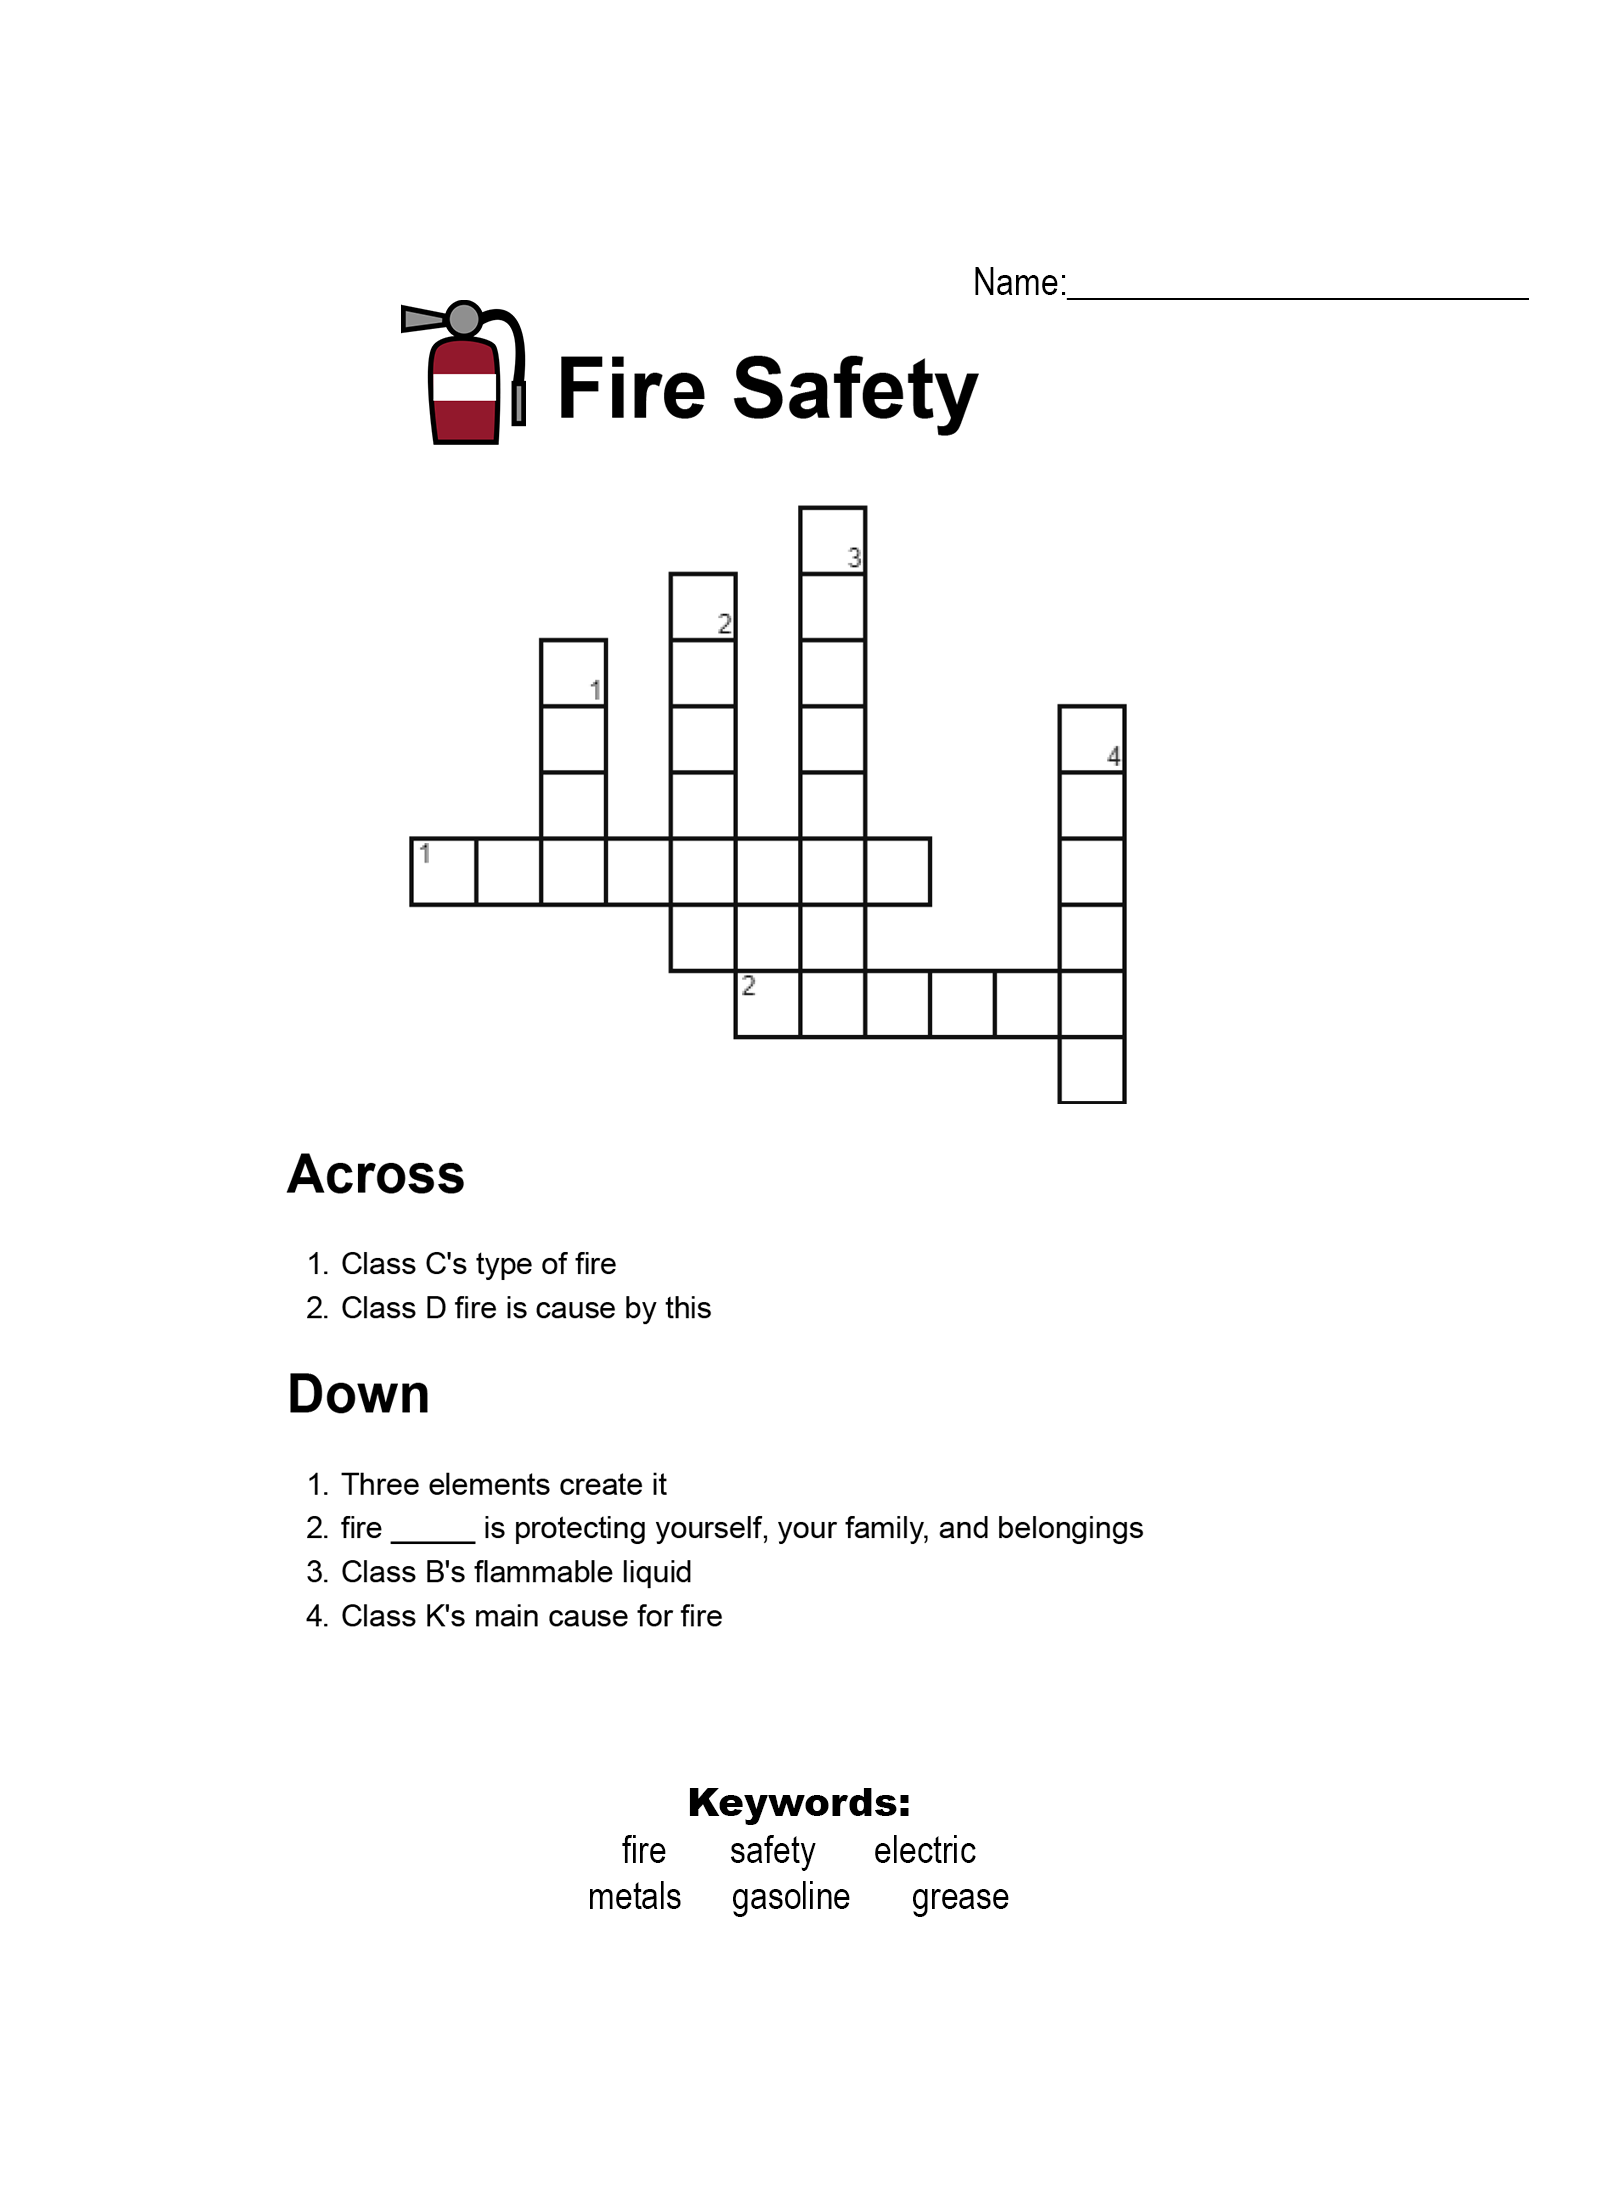 Name:______________________
Fire Safety
3
2
1
4
1
2
Across
1. Class C's type of fire
2. Class D fire is cause by this
Down
1. Three elements create it
2. fire _____ is protecting yourself, your family, and belongings
3. Class B's flammable liquid
4. Class K's main cause for fire
Keywords:
fire safety electric
metals gasoline grease